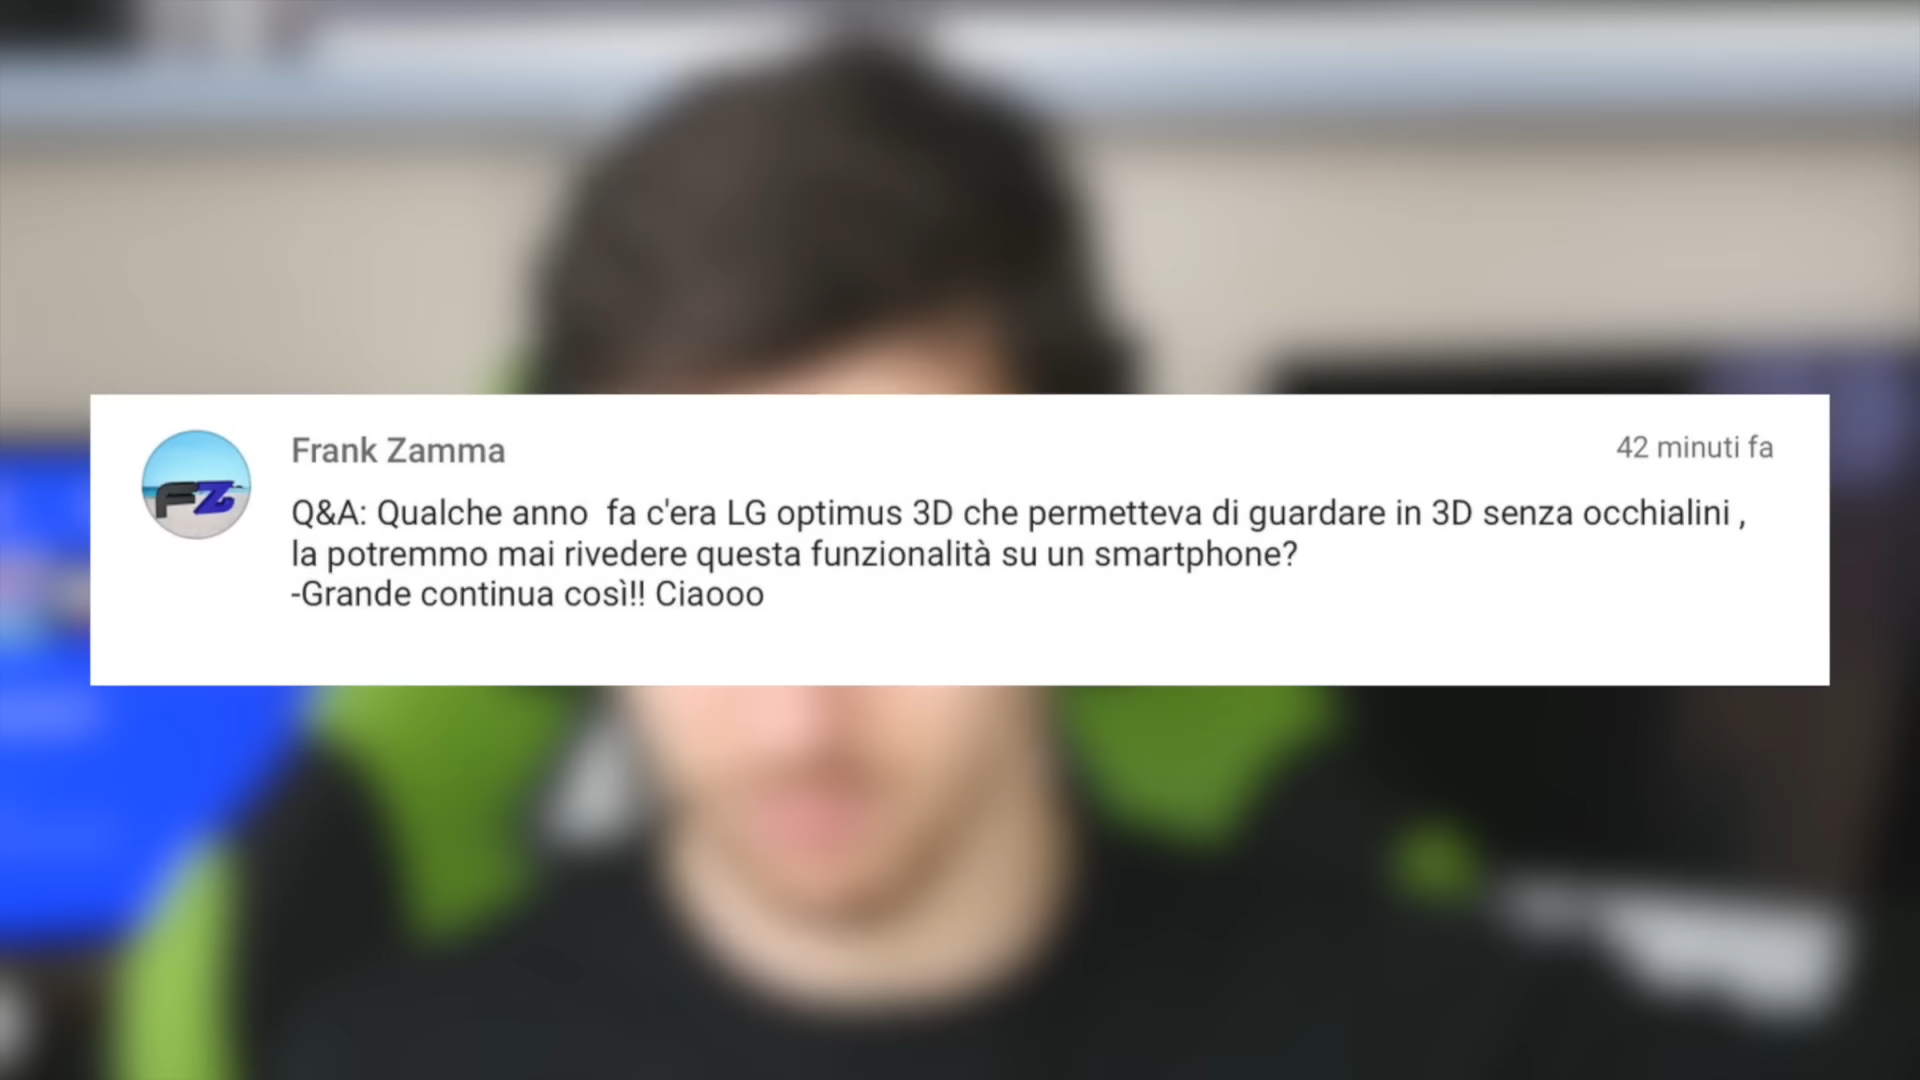 FZ
Frank Zamma
42 minuti fa
Q&A: Qualche anno  fa c'era LG optimus 3D che permetteva di guardare in 3D senza occhialini ,
la potremmo mai rivedere questa funzionalità su un smartphone?
-Grande continua così!! Ciaooo